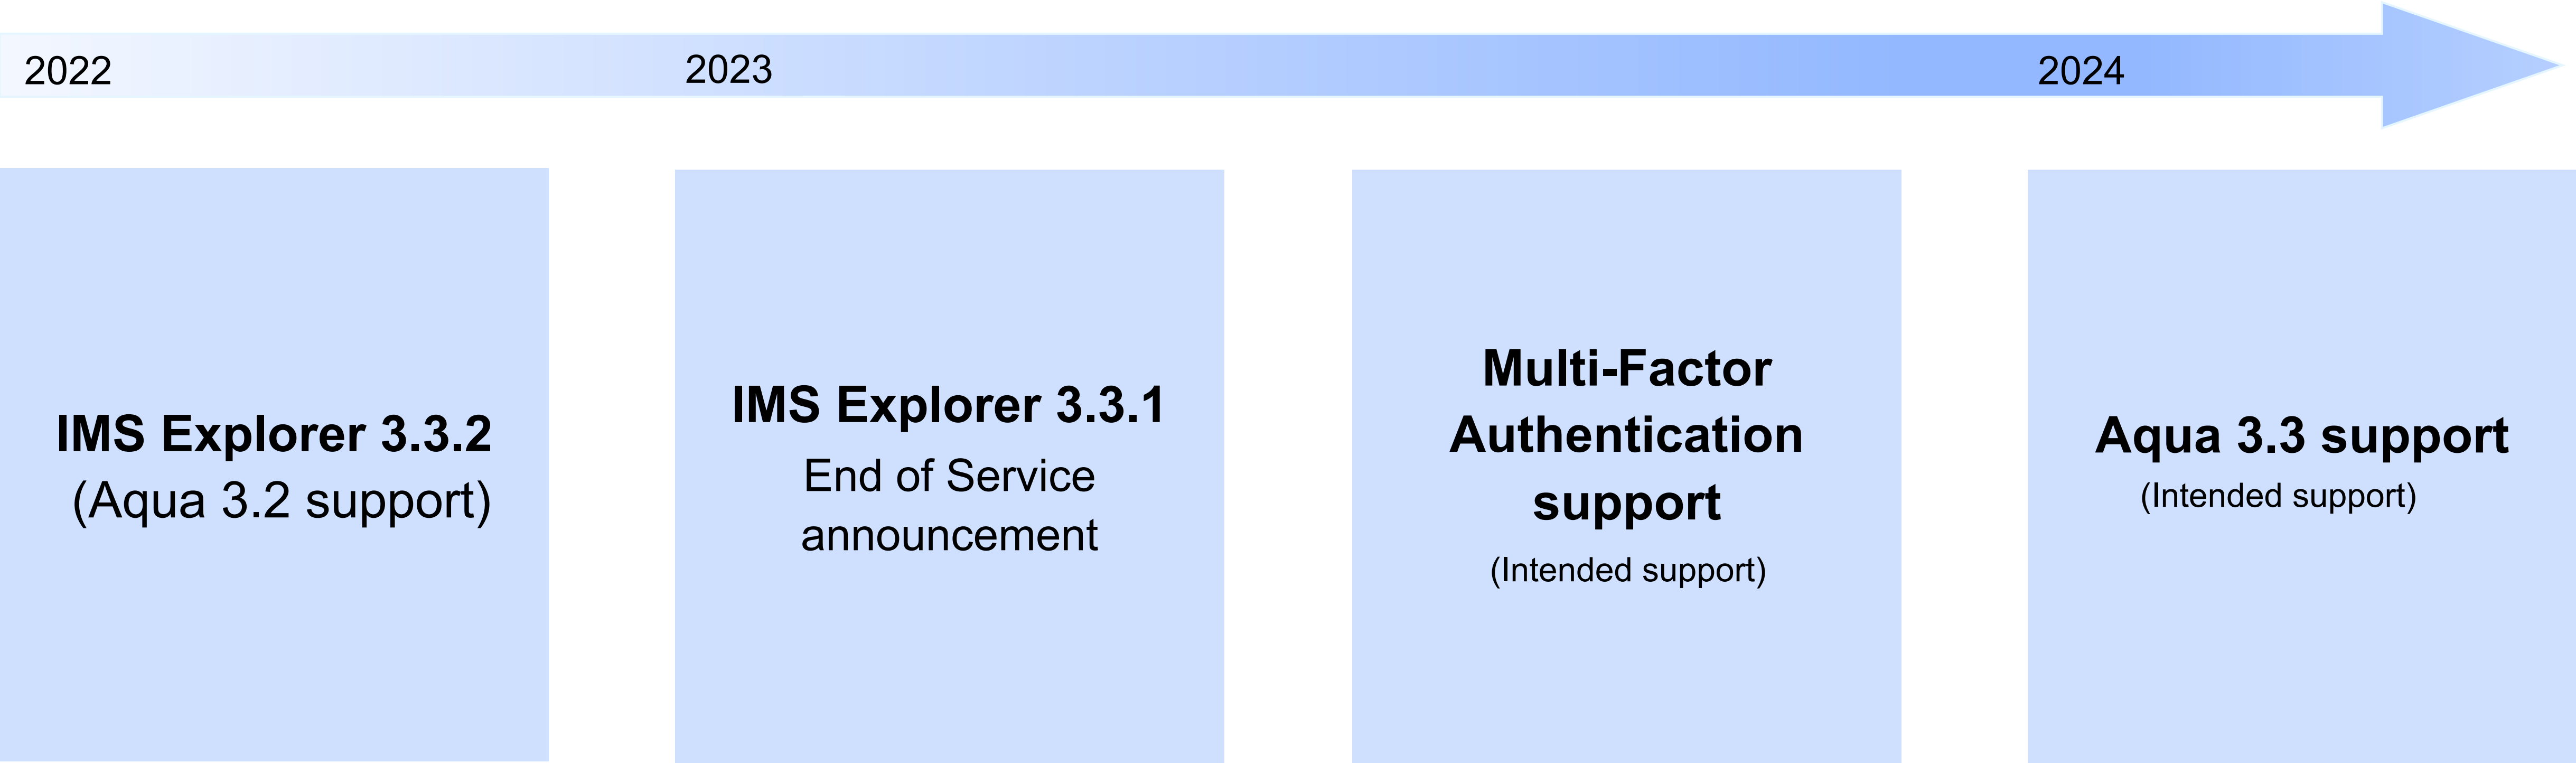 2022
2023
2024
IMS Explorer 3.3.2
(Aqua 3.2 support)
IMS Explorer 3.3.1
End of Service
announcement
Multi-Factor
Authentication
support
(Intended support)
Aqua 3.3 support
(Intended support)